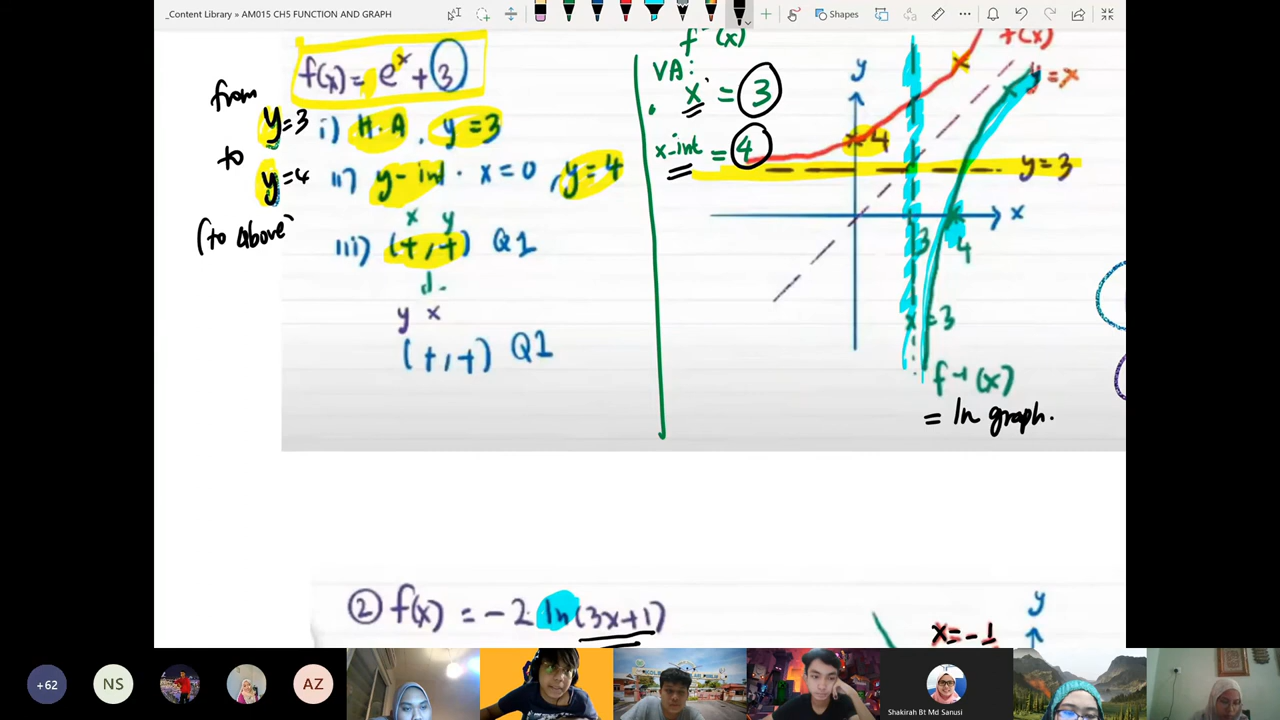 _Content Library » AM015 CH5 FUNCTION AND GRAPH
Shapes
f(x) = e^x + 3
from
y=3
to
y=4
(to above)
i) H.A , y=3
ii) y-int . x=0 , y=4
x y
iii) (+,+) Q1
y x
(+,+) Q1
f⁻¹(x)
VA:
x = 3
x-int = 4
y
f(x)
y=x
4
y=3
x
3
4
x=3
f-1(x)
= ln graph.
② f(x) = -2 ln(3x+1)
y
x=-1
+62
NS
AZ
Shakirah Bt Md Sanusi